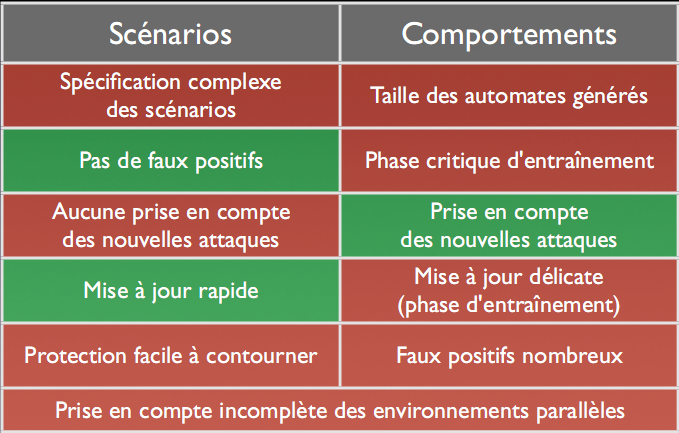 Scénarios
Comportements
Spécification complexe
des scénarios
Taille des automates générés
Pas de faux positifs
Phase critique d'entraînement
Aucune prise en compte
des nouvelles attaques
Prise en compte
des nouvelles attaques
Mise à jour rapide
Mise à jour délicate
(phase d'entraînement)
Protection facile à contourner
Faux positifs nombreux
Prise en compte incomplète des environnements parallèles